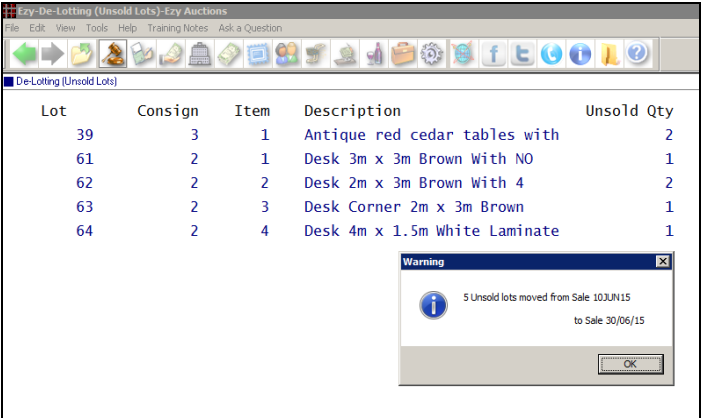 Ezy-De-Lotting (Unsold Lots)-Ezy Auctions
File Edit View Tools Help Training Notes Ask a Question
De-Lotting (Unsold Lots)
Lot Consign Item Description Unsold Qty
39 3 1 Antique red cedar tables with 2
61 2 1 Desk 3m x 3m Brown With NO 1
62 2 2 Desk 2m x 3m Brown With 4 2
63 2 3 Desk Corner 2m x 3m Brown 1
64 2 4 Desk 4m x 1.5m White Laminate 1
Warning
5 Unsold lots moved from Sale 10JUN15
to Sale 30/06/15
OK